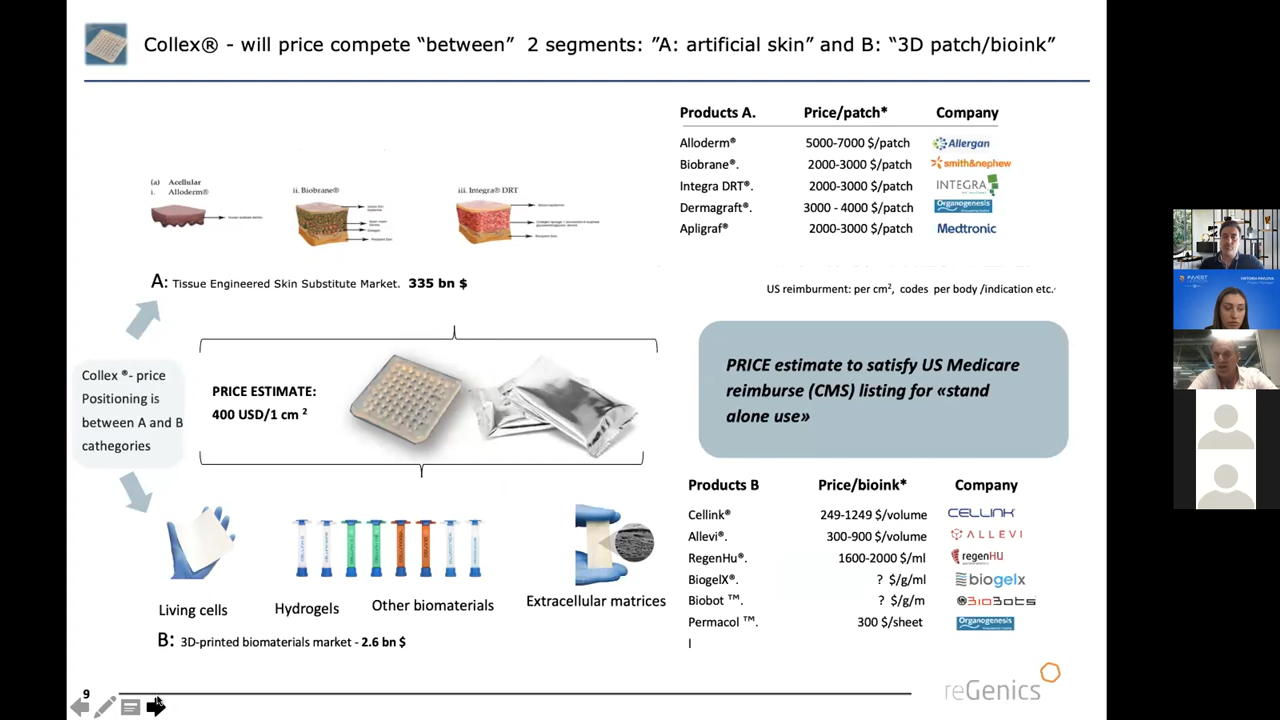 Collex® - will price compete “between” 2 segments: ”A: artificial skin” and B: “3D patch/bioink”
Products A. Price/patch* Company
Alloderm® 5000-7000 $/patch Allergan
Biobrane®. 2000-3000 $/patch smith&nephew
Integra DRT®. 2000-3000 $/patch INTEGRA
Dermagraft®. 3000 - 4000 $/patch Organogenesis
Apligraf® 2000-3000 $/patch Medtronic
(a) Acellular
i. Alloderm®
ii. Biobrane®
iii. Integra® DRT
A: Tissue Engineered Skin Substitute Market. 335 bn $
US reimburment: per cm², codes per body /indication etc.
Collex ®- price
Positioning is
between A and B
cathegories
PRICE ESTIMATE:
400 USD/1 cm ²
PRICE estimate to satisfy US Medicare
reimburse (CMS) listing for «stand
alone use»
Products B Price/bioink* Company
Cellink® 249-1249 $/volume CELLINK
Allevi®. 300-900 $/volume ALLEVI
RegenHu®. 1600-2000 $/ml regenHU
BiogelX®. ? $/g/ml biogelx
Biobot ™. ? $/g/m BIOBOTS
Permacol ™. 300 $/sheet Organogenesis
l
Living cells
Hydrogels
Other biomaterials
Extracellular matrices
B: 3D-printed biomaterials market - 2.6 bn $
9
reGenics
INVEST
VIKTORIA PAVLOVA